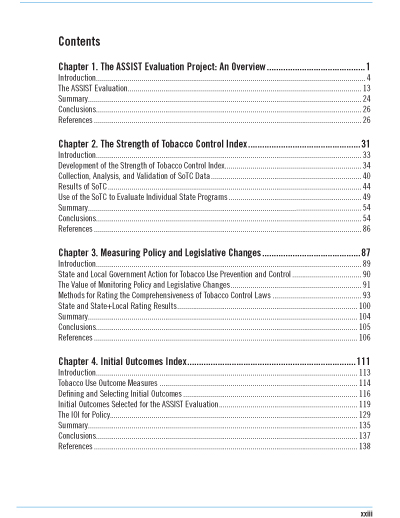 Contents
Chapter 1. The ASSIST Evaluation Project: An Overview..........................................1
Introduction.......................................................................................................................................4
The ASSIST Evaluation......................................................................................................................13
Summary...........................................................................................................................................24
Conclusions.......................................................................................................................................26
References........................................................................................................................................26
Chapter 2. The Strength of Tobacco Control Index................................................31
Introduction.......................................................................................................................................33
Development of the Strength of Tobacco Control Index.....................................................................34
Collection, Analysis, and Validation of SoTC Data.............................................................................40
Results of SoTC.................................................................................................................................44
Use of the SoTC to Evaluate Individual State Programs....................................................................49
Summary...........................................................................................................................................54
Conclusions.......................................................................................................................................54
References........................................................................................................................................86
Chapter 3. Measuring Policy and Legislative Changes..........................................87
Introduction.......................................................................................................................................89
State and Local Government Action for Tobacco Use Prevention and Control...................................90
The Value of Monitoring Policy and Legislative Changes...................................................................91
Methods for Rating the Comprehensiveness of Tobacco Control Laws.............................................93
State and State+Local Rating Results..............................................................................................100
Summary.........................................................................................................................................104
Conclusions.....................................................................................................................................105
References......................................................................................................................................106
Chapter 4. Initial Outcomes Index.......................................................................111
Introduction.....................................................................................................................................113
Tobacco Use Outcome Measures....................................................................................................114
Defining and Selecting Initial Outcomes..........................................................................................116
Initial Outcomes Selected for the ASSIST Evaluation.......................................................................119
The IOI for Policy..............................................................................................................................129
Summary.........................................................................................................................................135
Conclusions.....................................................................................................................................137
References......................................................................................................................................138
xxiii